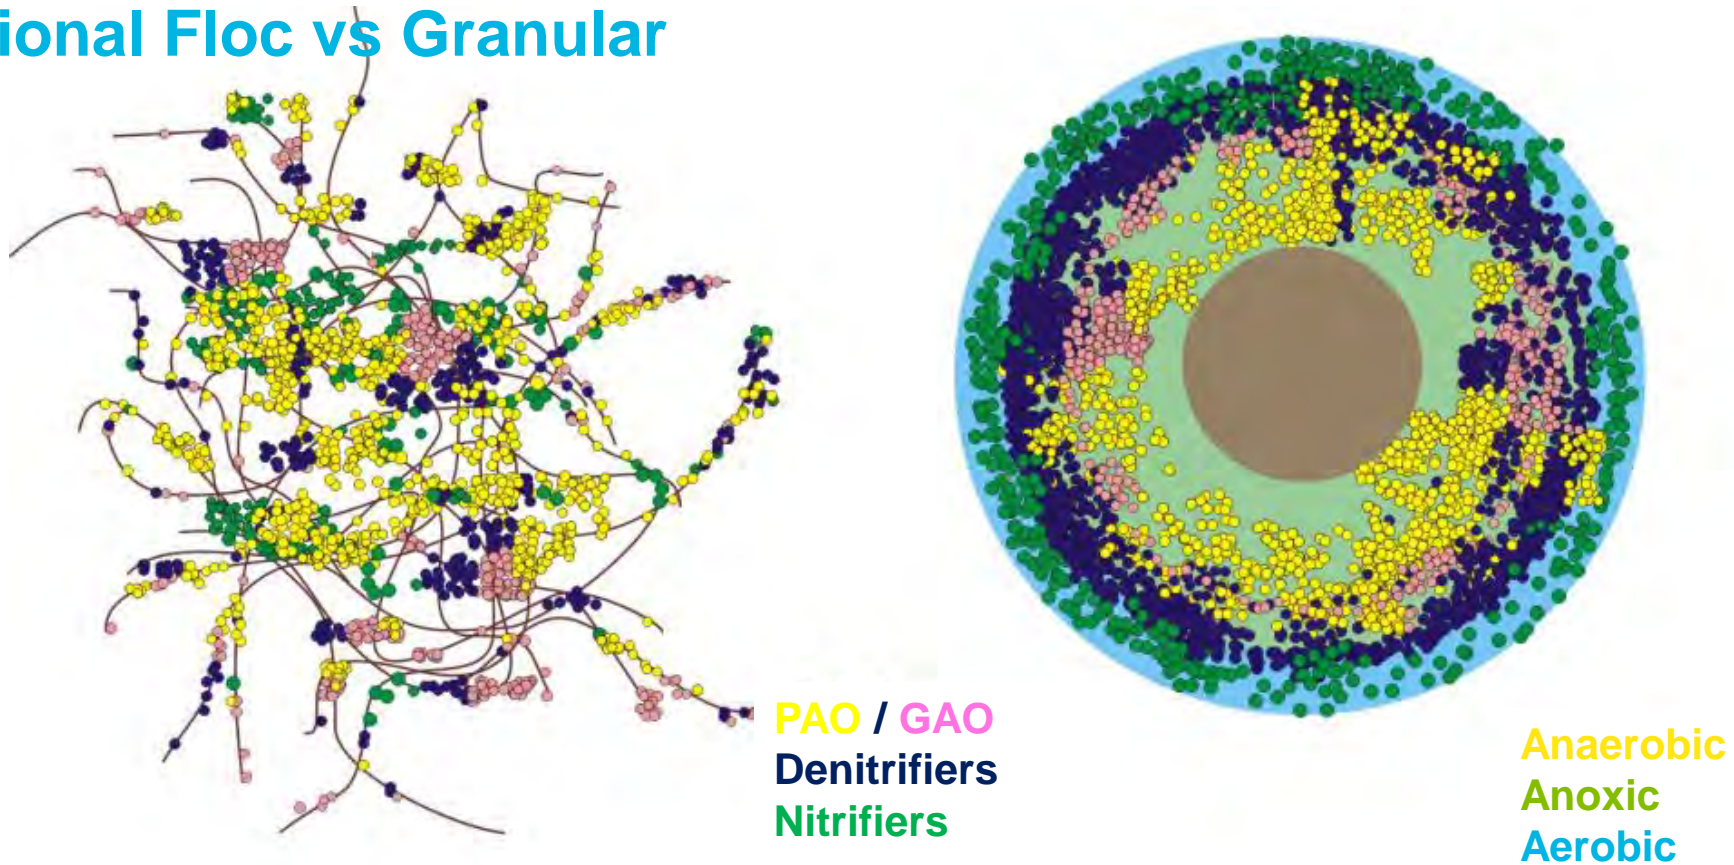 ional Floc vs Granular
PAO / GAO
Denitrifiers
Nitrifiers
Anaerobic
Anoxic
Aerobic